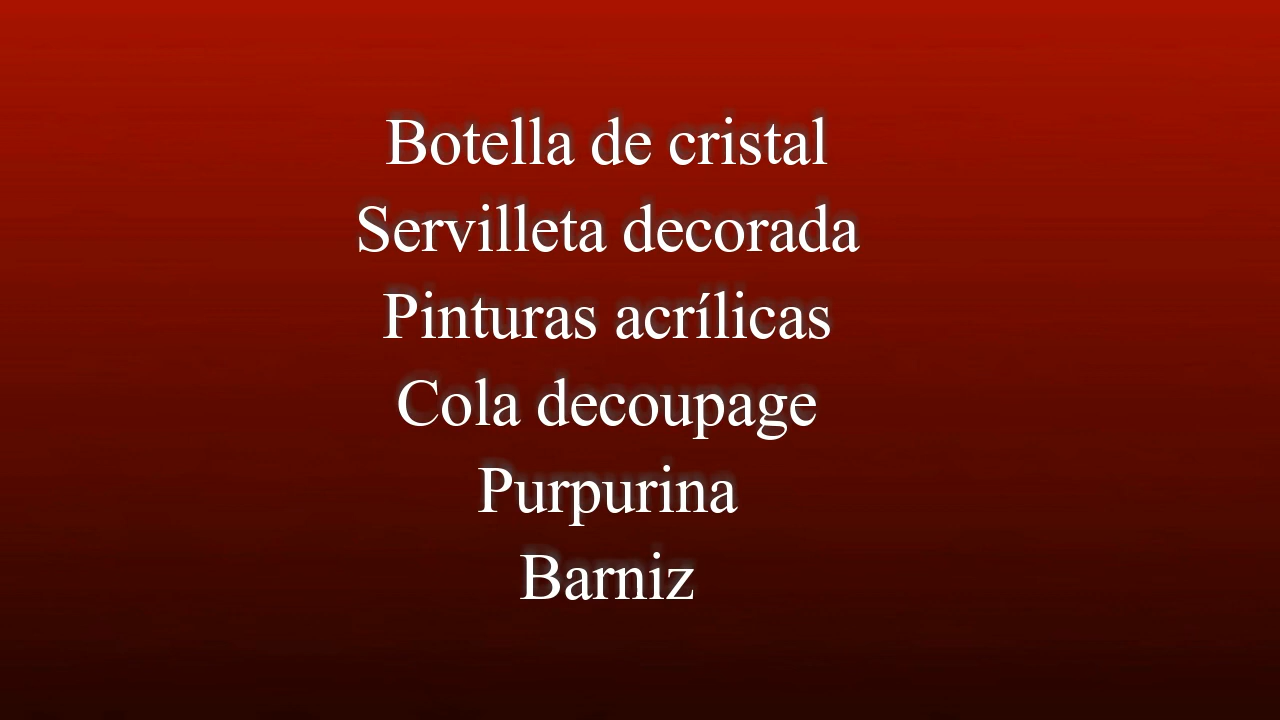 Botella de cristal
Servilleta decorada
Pinturas acrílicas
Cola decoupage
Purpurina
Barniz